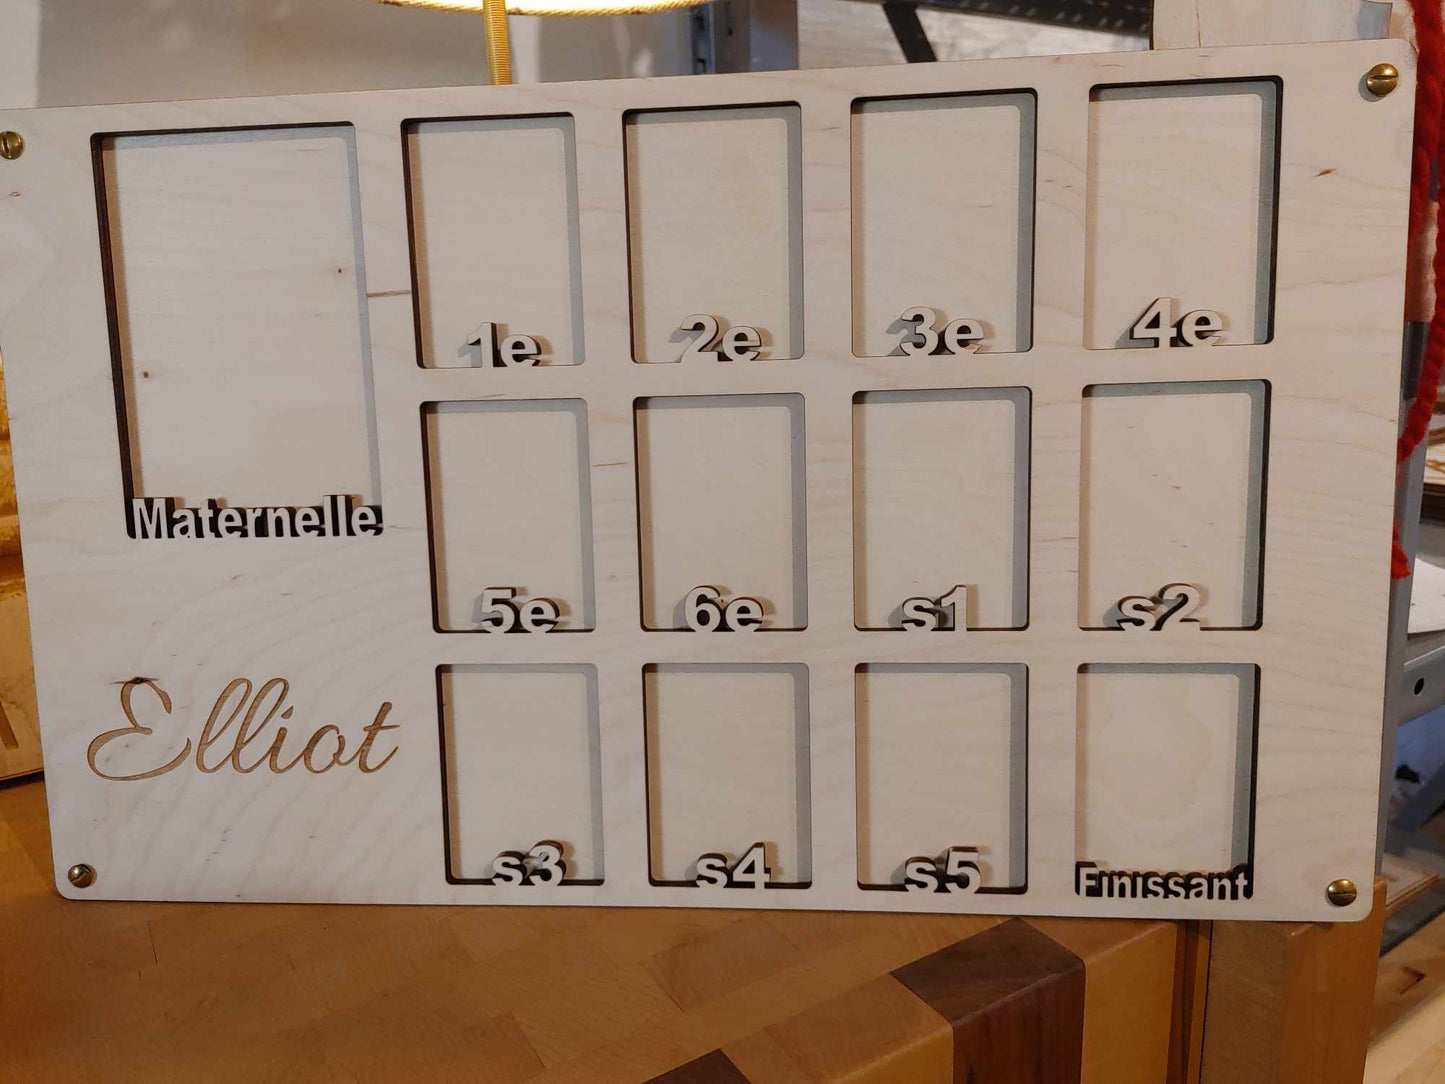 Maternelle
1e
2e
3e
4e
5e
6e
s1
s2
Elliot
s3
s4
s5
Finissant